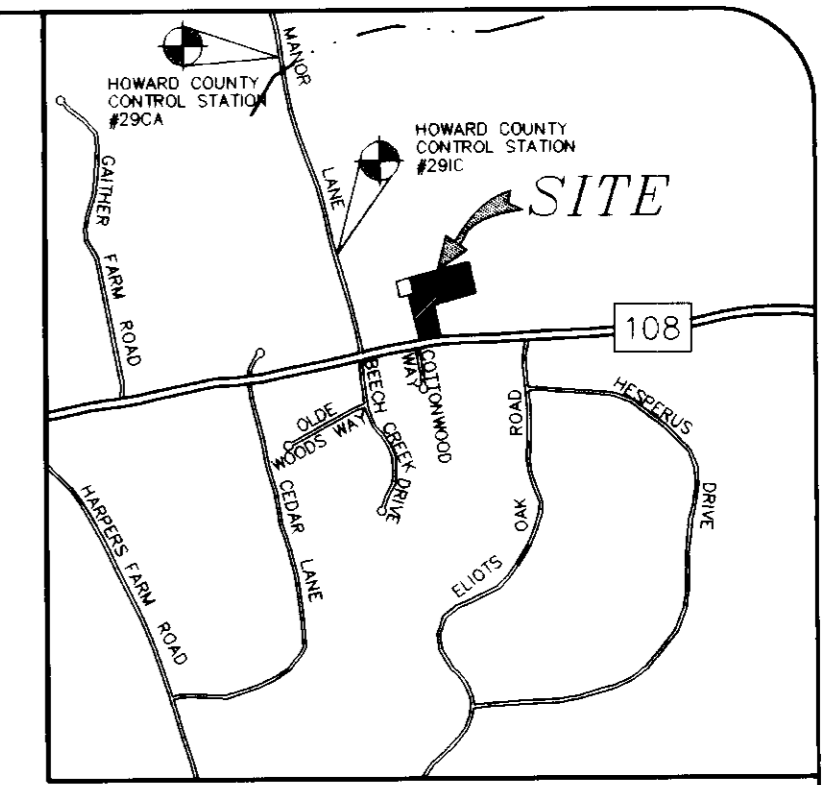 MANOR
LANE
HOWARD COUNTY
CONTROL STATION
#29CA
HOWARD COUNTY
CONTROL STATION
#29IC
SITE
GAITHER
FARM ROAD
108
COTTONWOOD
WAY
BEECH CREEK DRIVE
OLDE
WOODS WAY
CEDAR LANE
HARPERS FARM ROAD
ELIOTS OAK ROAD
HESPERUS
DRIVE